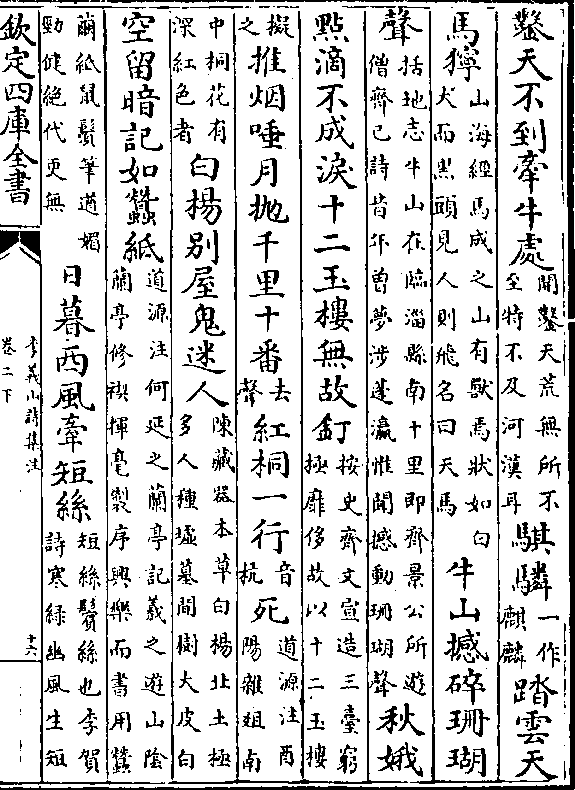 鑿天不到牽牛處開鑿天荒無所不至特不及河漢耳騏驎一作麒麟踏雲天
馬獰山海經馬成之山有獸焉狀如白犬而黑頭見人則飛名曰天馬牛山撼碎珊瑚
聲括地志牛山在臨淄縣南十里即齊景公所遊僧齊已詩昔年曽夢涉蓬瀛惟聞撼動珊瑚聲秋娥
點滴不成淚十二玉樓無故釘按史齊文宣造三臺窮極靡侈故以十二玉樓
擬之推烟唾月抛千里十番去聲紅桐一行音杭死道源注酉陽雜俎南
中桐花有深紅色者白楊别屋鬼迷人陳藏器本草白楊北土極多人種墟墓間樹大皮白
空留暗記如蠶紙道源注何延之蘭亭記羲之遊山陰蘭亭修禊揮毫製序興樂而書用蠶
繭紙鼠鬚筆遒媚勁健絶代更無日暮西風牽短絲短絲鬢絲也李賀詩寒緑幽風生短
欽定四庫全書
李義山詩集注
卷二下
十六